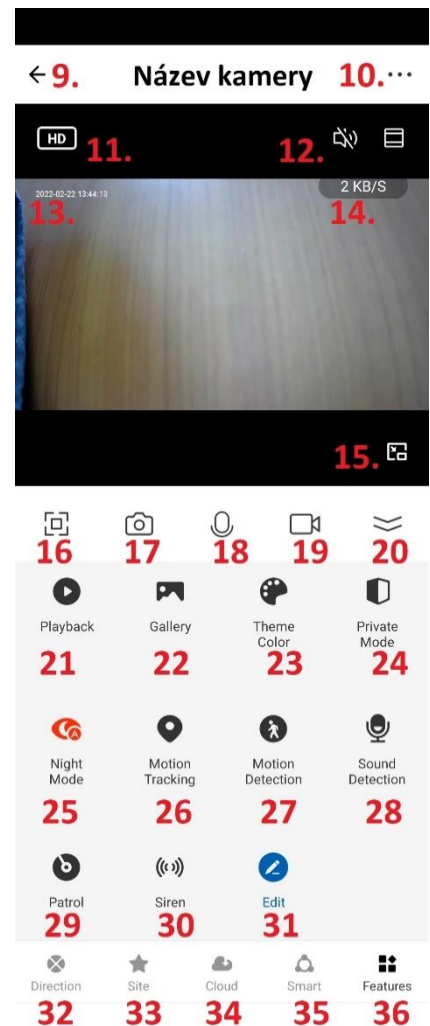 9. Název kamery 10.
HD 11. 12.
2022-02-22 13:44:18 2 KB/S
13. 14.
15.
16 17 18 19 20
Playback Gallery Theme Color Private Mode
21 22 23 24
Night Mode Motion Tracking Motion Detection Sound Detection
25 26 27 28
Patrol Siren Edit
29 30 31
Direction Site Cloud Smart Features
32 33 34 35 36